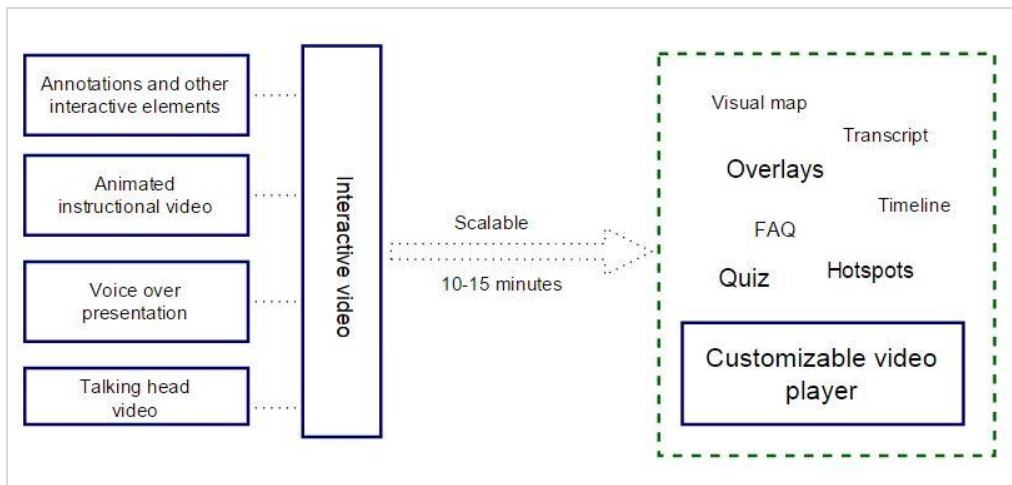 Annotations and other
interactive elements
Animated
instructional video
Voice over
presentation
Talking head
video
Interactive video
Scalable
10-15 minutes
Visual map
Transcript
Overlays
Timeline
FAQ
Hotspots
Quiz
Customizable video
player